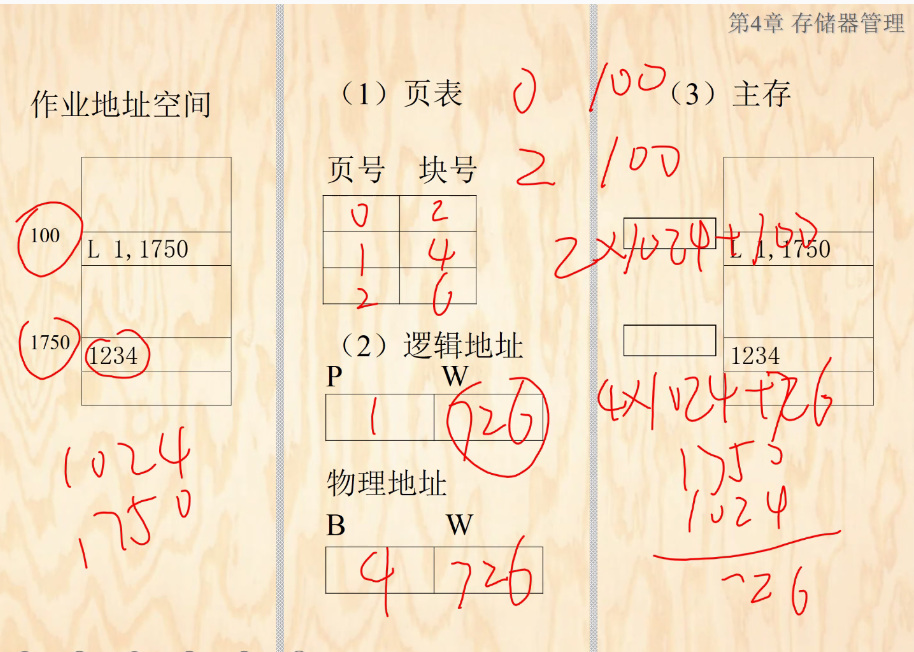 第4章 存储器管理
作业地址空间
100
L 1,1750
1750
1234
1024
1750
（1）页表
0 100
2 100
页号 块号
0 2
1 4
2 6
（2）逻辑地址
P W
1 726
物理地址
B W
4 726
（3）主存
2×1024+100
L 1,1750
1234
4×1024+726
1750
1024
726